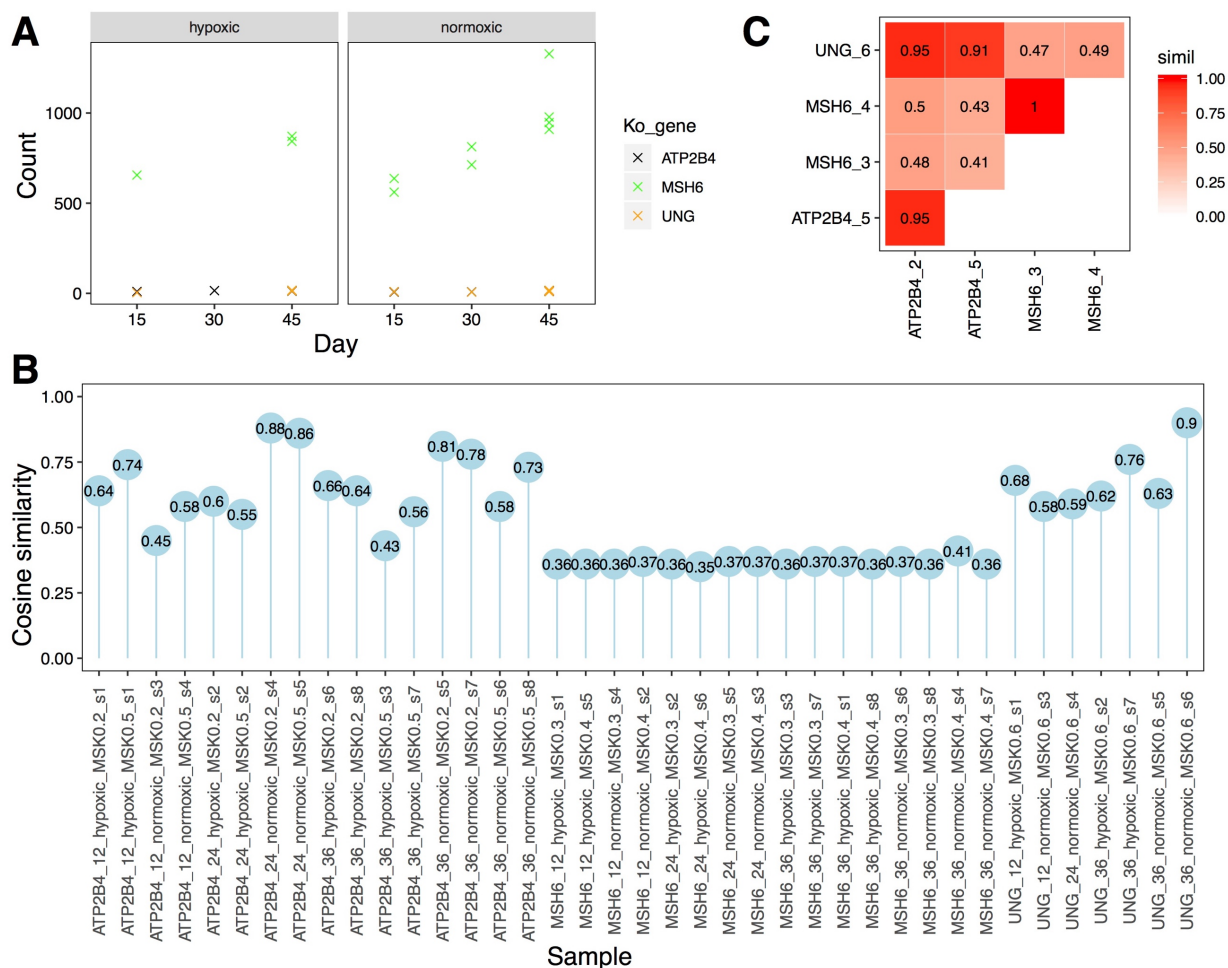 A
hypoxic
normoxic
1000
500
0
Count
15
30
45
15
30
45
Day
Ko_gene
ATP2B4
MSH6
UNG
C
UNG_6
MSH6_4
MSH6_3
ATP2B4_5
0.95
0.91
0.47
0.49
0.5
0.43
1
0.48
0.41
0.95
ATP2B4_2
ATP2B4_5
MSH6_3
MSH6_4
simil
1.00
0.75
0.50
0.25
0.00
B
Cosine similarity
1.00
0.75
0.50
0.25
0.00
0.64
0.74
0.45
0.58
0.6
0.55
0.88
0.86
0.66
0.64
0.43
0.56
0.81
0.78
0.58
0.73
0.36
0.36
0.36
0.37
0.36
0.35
0.37
0.37
0.36
0.37
0.37
0.36
0.37
0.36
0.41
0.36
0.68
0.58
0.59
0.62
0.76
0.63
0.9
ATP2B4_12_hypoxic_MSK0.2_s1
ATP2B4_12_hypoxic_MSK0.5_s1
ATP2B4_12_normoxic_MSK0.2_s3
ATP2B4_12_normoxic_MSK0.5_s4
ATP2B4_24_hypoxic_MSK0.2_s2
ATP2B4_24_hypoxic_MSK0.5_s2
ATP2B4_24_normoxic_MSK0.2_s4
ATP2B4_24_normoxic_MSK0.5_s5
ATP2B4_36_hypoxic_MSK0.2_s6
ATP2B4_36_hypoxic_MSK0.2_s8
ATP2B4_36_hypoxic_MSK0.5_s3
ATP2B4_36_hypoxic_MSK0.5_s7
ATP2B4_36_normoxic_MSK0.2_s5
ATP2B4_36_normoxic_MSK0.2_s7
ATP2B4_36_normoxic_MSK0.5_s6
ATP2B4_36_normoxic_MSK0.5_s8
MSH6_12_hypoxic_MSK0.3_s1
MSH6_12_hypoxic_MSK0.4_s5
MSH6_12_normoxic_MSK0.3_s4
MSH6_12_normoxic_MSK0.4_s2
MSH6_24_hypoxic_MSK0.3_s2
MSH6_24_hypoxic_MSK0.4_s6
MSH6_24_normoxic_MSK0.3_s5
MSH6_24_normoxic_MSK0.4_s3
MSH6_36_hypoxic_MSK0.3_s3
MSH6_36_hypoxic_MSK0.3_s7
MSH6_36_hypoxic_MSK0.4_s1
MSH6_36_hypoxic_MSK0.4_s8
MSH6_36_normoxic_MSK0.3_s6
MSH6_36_normoxic_MSK0.3_s8
MSH6_36_normoxic_MSK0.4_s4
MSH6_36_normoxic_MSK0.4_s7
UNG_12_hypoxic_MSK0.6_s1
UNG_12_normoxic_MSK0.6_s3
UNG_24_normoxic_MSK0.6_s4
UNG_36_hypoxic_MSK0.6_s2
UNG_36_hypoxic_MSK0.6_s7
UNG_36_normoxic_MSK0.6_s5
UNG_36_normoxic_MSK0.6_s6
Sample